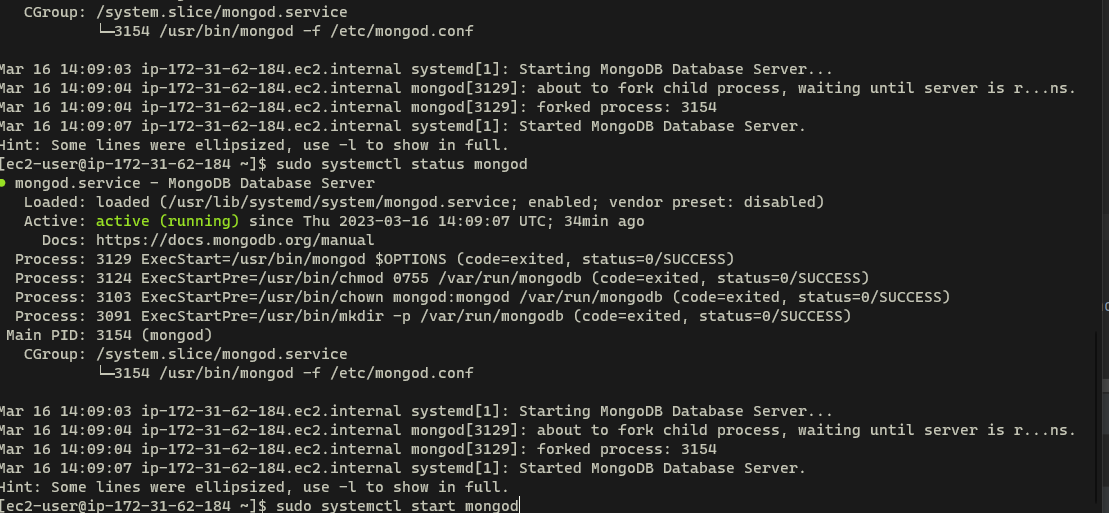 CGroup: /system.slice/mongod.service
└─3154 /usr/bin/mongod -f /etc/mongod.conf
Mar 16 14:09:03 ip-172-31-62-184.ec2.internal systemd[1]: Starting MongoDB Database Server...
Mar 16 14:09:04 ip-172-31-62-184.ec2.internal mongod[3129]: about to fork child process, waiting until server is r...ns.
Mar 16 14:09:04 ip-172-31-62-184.ec2.internal mongod[3129]: forked process: 3154
Mar 16 14:09:07 ip-172-31-62-184.ec2.internal systemd[1]: Started MongoDB Database Server.
Hint: Some lines were ellipsized, use -l to show in full.
[ec2-user@ip-172-31-62-184 ~]$ sudo systemctl status mongod
● mongod.service - MongoDB Database Server
Loaded: loaded (/usr/lib/systemd/system/mongod.service; enabled; vendor preset: disabled)
Active: active (running) since Thu 2023-03-16 14:09:07 UTC; 34min ago
Docs: https://docs.mongodb.org/manual
Process: 3129 ExecStart=/usr/bin/mongod $OPTIONS (code=exited, status=0/SUCCESS)
Process: 3124 ExecStartPre=/usr/bin/chmod 0755 /var/run/mongodb (code=exited, status=0/SUCCESS)
Process: 3103 ExecStartPre=/usr/bin/chown mongod:mongod /var/run/mongodb (code=exited, status=0/SUCCESS)
Process: 3091 ExecStartPre=/usr/bin/mkdir -p /var/run/mongodb (code=exited, status=0/SUCCESS)
Main PID: 3154 (mongod)
CGroup: /system.slice/mongod.service
└─3154 /usr/bin/mongod -f /etc/mongod.conf
Mar 16 14:09:03 ip-172-31-62-184.ec2.internal systemd[1]: Starting MongoDB Database Server...
Mar 16 14:09:04 ip-172-31-62-184.ec2.internal mongod[3129]: about to fork child process, waiting until server is r...ns.
Mar 16 14:09:04 ip-172-31-62-184.ec2.internal mongod[3129]: forked process: 3154
Mar 16 14:09:07 ip-172-31-62-184.ec2.internal systemd[1]: Started MongoDB Database Server.
Hint: Some lines were ellipsized, use -l to show in full.
[ec2-user@ip-172-31-62-184 ~]$ sudo systemctl start mongod